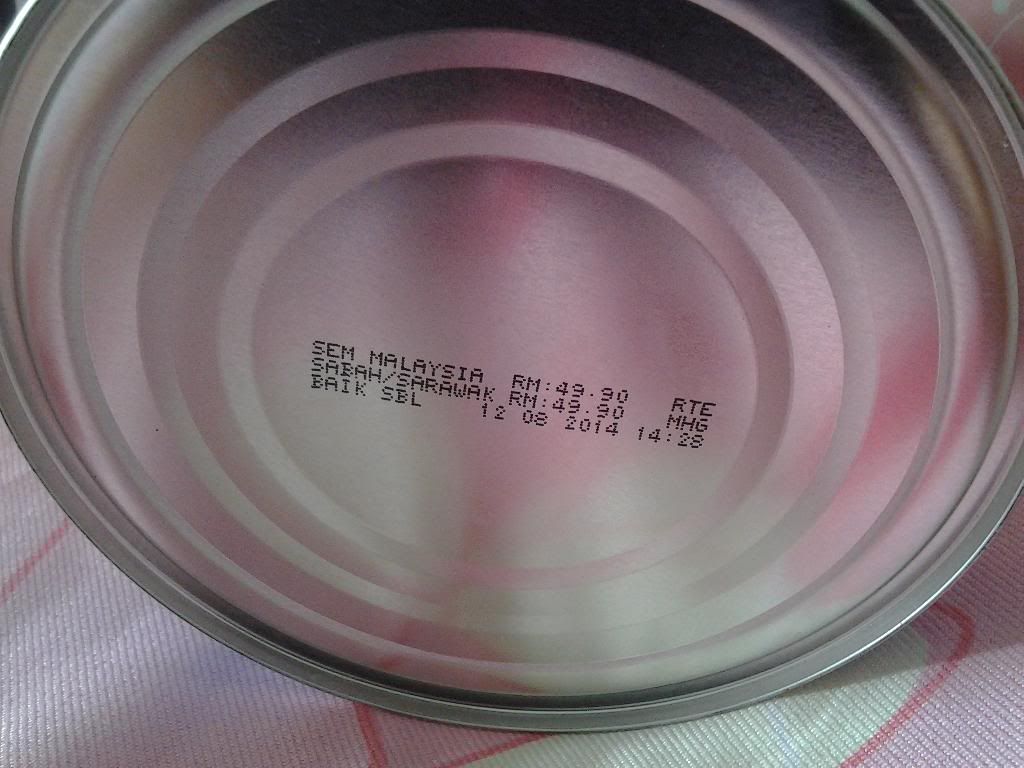 SEM MALAYSIA RM:49.90 RTE
SABAH/SARAWAK RM:49.90 MHG
BAIK SBL 12 08 2014 14:28